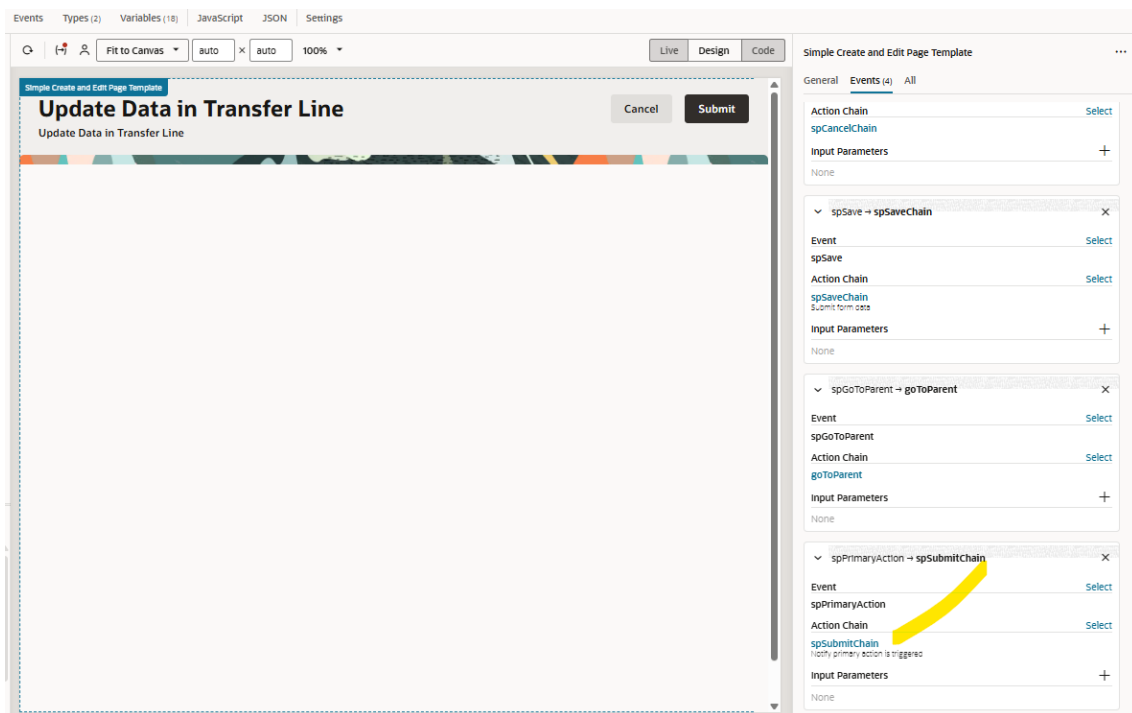 Events Types (2) Variables (18) JavaScript JSON Settings
Fit to Canvas auto × auto 100% Live Design Code
Simple Create and Edit Page Template
Update Data in Transfer Line
Update Data in Transfer Line
Cancel Submit
Simple Create and Edit Page Template
General Events (4) All
Action Chain Select
spCancelChain
Input Parameters
None
spSave → spSaveChain
Event Select
spSave
Action Chain Select
spSaveChain
Submit form data
Input Parameters
None
spGoToParent → goToParent
Event Select
spGoToParent
Action Chain Select
goToParent
Input Parameters
None
spPrimaryAction → spSubmitChain
Event Select
spPrimaryAction
Action Chain Select
spSubmitChain
Notify primary action is triggered
Input Parameters
None